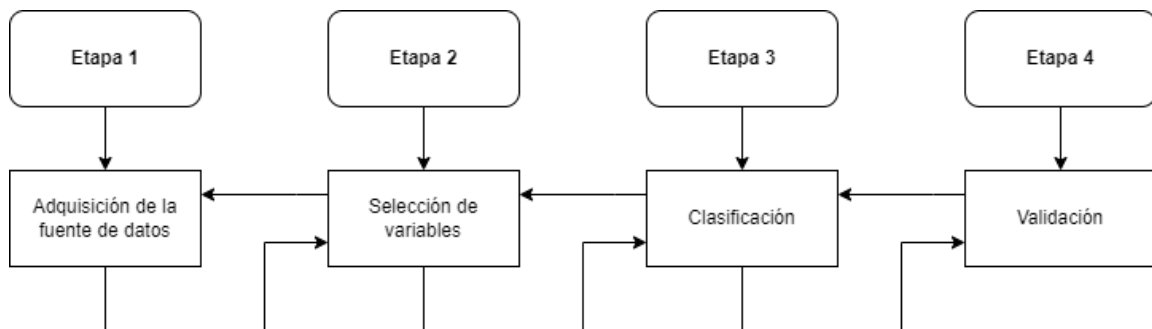 Etapa 1
Etapa 2
Etapa 3
Etapa 4
Adquisición de la
fuente de datos
Selección de
variables
Clasificación
Validación